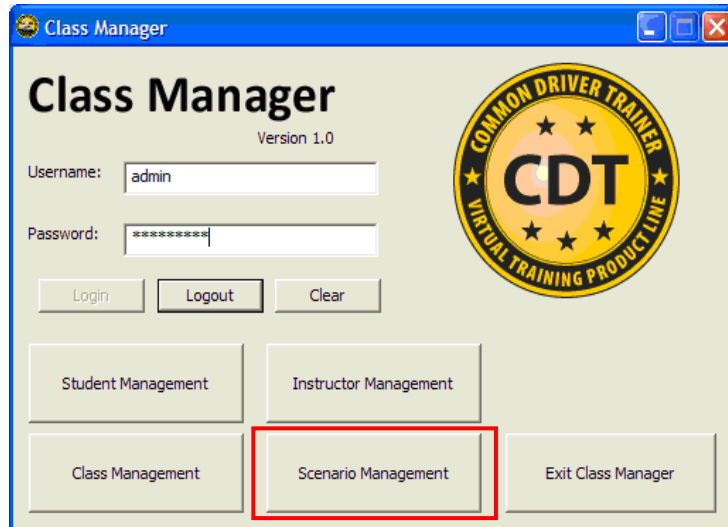 Class Manager
Class Manager
Version 1.0
Username:
admin
Password:
*********
Login
Logout
Clear
COMMON DRIVER TRAINER
CDT
VIRTUAL TRAINING PRODUCT LINE
Student Management
Instructor Management
Class Management
Scenario Management
Exit Class Manager